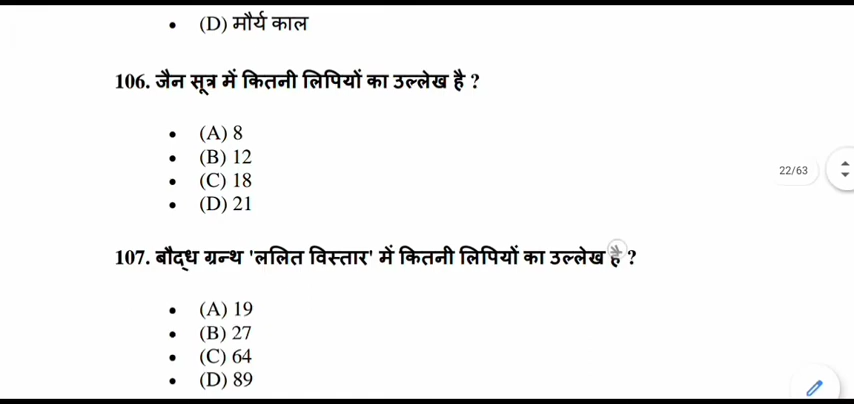 • (D) मौर्य काल
106. जैन सूत्र में कितनी लिपियों का उल्लेख है ?
• (A) 8
• (B) 12
• (C) 18
• (D) 21
22/63
107. बौद्ध ग्रन्थ 'ललित विस्तार' में कितनी लिपियों का उल्लेख है ?
• (A) 19
• (B) 27
• (C) 64
• (D) 89